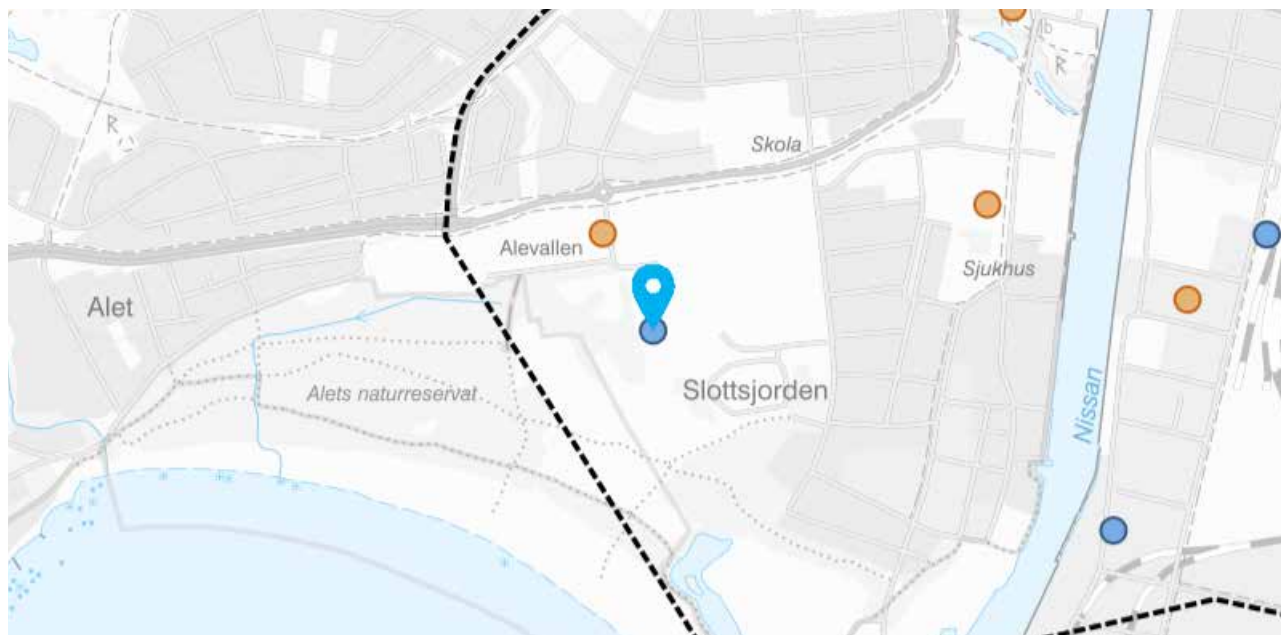 R
b
R
R
Skola
Alevallen
Sjukhus
Alet
Nissan
Slottsjorden
Alets naturreservat